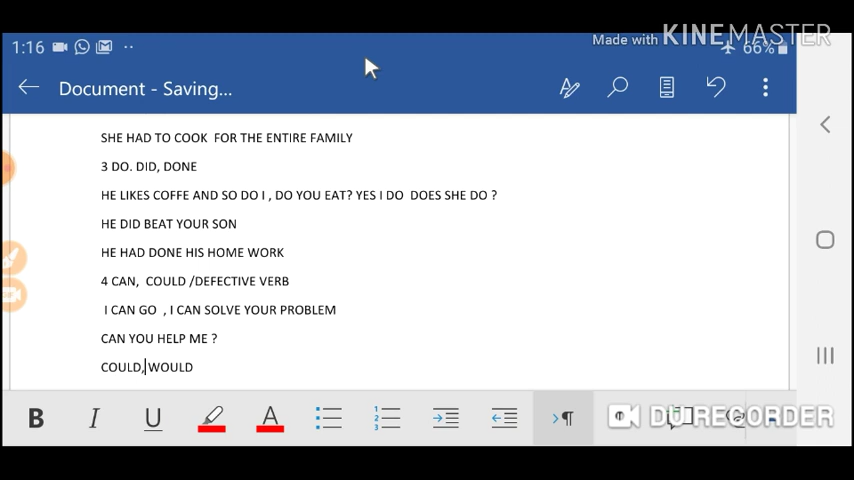 Made with KINEMASTER
1:16 66%
Document - Saving...
SHE HAD TO COOK FOR THE ENTIRE FAMILY
3 DO. DID, DONE
HE LIKES COFFE AND SO DO I , DO YOU EAT? YES I DO DOES SHE DO ?
HE DID BEAT YOUR SON
HE HAD DONE HIS HOME WORK
4 CAN, COULD /DEFECTIVE VERB
I CAN GO , I CAN SOLVE YOUR PROBLEM
CAN YOU HELP ME ?
COULD, WOULD
B I U A
DU RECORDER